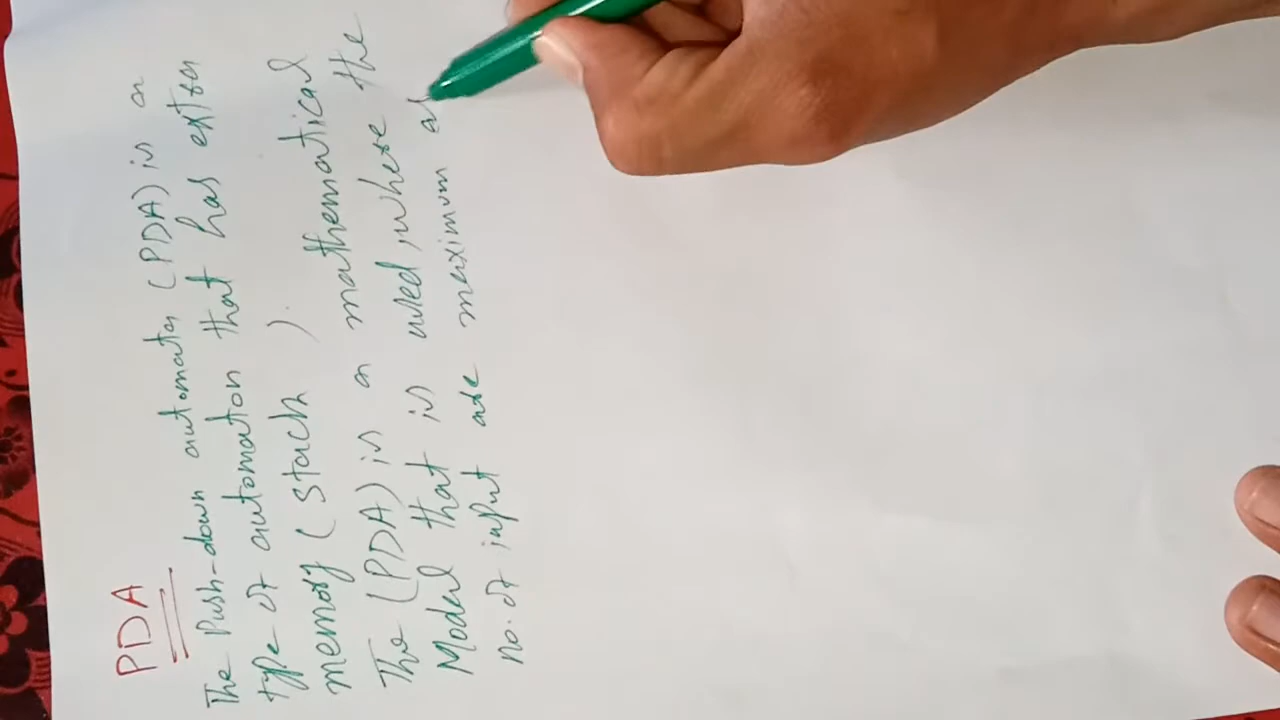 PDA
The Push-down automata (PDA) is a
type of automation that has extra
memory (stack).
The (PDA) is a mathematical
Model that is used, where the
no. of input are maximum